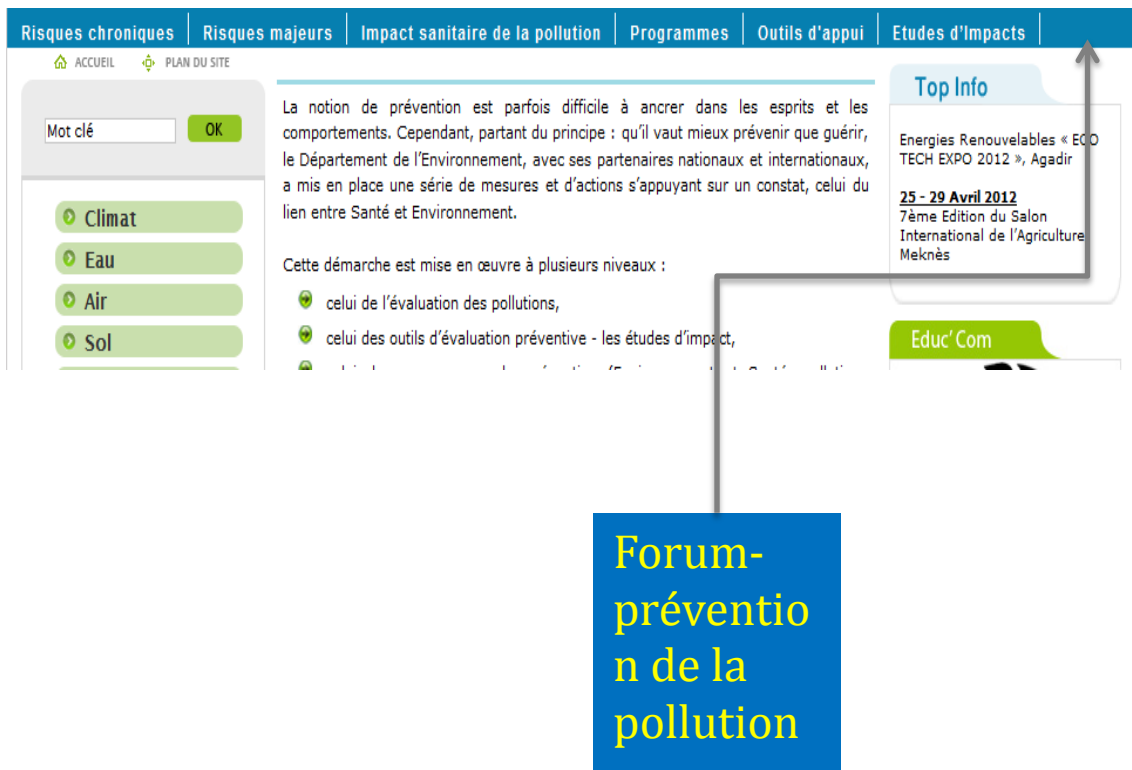 Risques chroniques Risques majeurs Impact sanitaire de la pollution Programmes Outils d'appui Etudes d'Impacts
ACCUEIL PLAN DU SITE
Mot clé OK
Climat
Eau
Air
Sol
La notion de prévention est parfois difficile à ancrer dans les esprits et les
comportements. Cependant, partant du principe : qu'il vaut mieux prévenir que guérir,
le Département de l'Environnement, avec ses partenaires nationaux et internationaux,
a mis en place une série de mesures et d'actions s'appuyant sur un constat, celui du
lien entre Santé et Environnement.
Cette démarche est mise en œuvre à plusieurs niveaux :
celui de l'évaluation des pollutions,
celui des outils d'évaluation préventive - les études d'impact,
Top Info
Energies Renouvelables « ECO
TECH EXPO 2012 », Agadir
25 - 29 Avril 2012
7ème Edition du Salon
International de l'Agriculture
Meknès
Educ' Com
Forum-
préventio
n de la
pollution